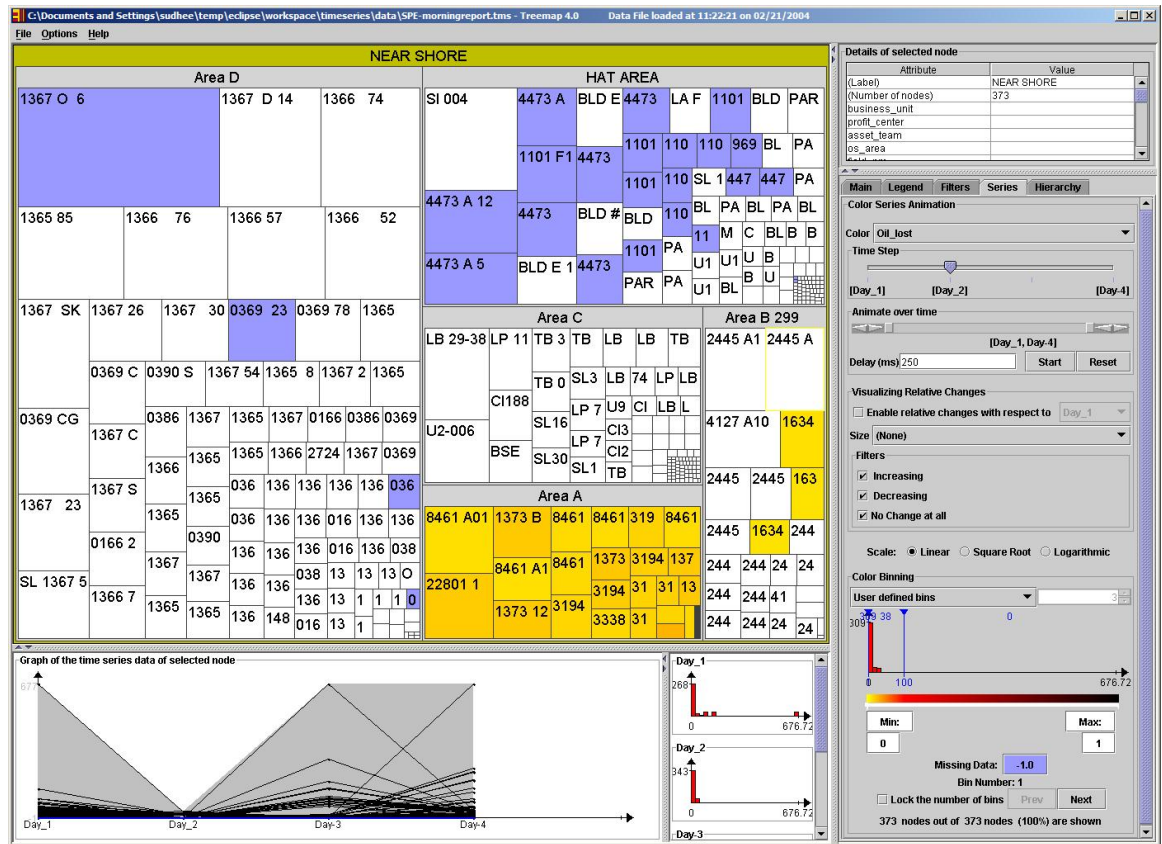 C:\Documents and Settings\sudhee\temp\eclipse\workspace\timeseries\data\SPE-morningreport.tms - Treemap 4.0 Data File loaded at 11:22:21 on 02/21/2004
File Options Help
NEAR SHORE
Area D
1367 O 6 1367 D 14 1366 74
1365 85 1366 76 1366 57 1366 52
1367 SK 1367 26 1367 30 0369 23 0369 78 1365
0369 C 0390 S 1367 54 1365 8 1367 2 1365
0369 CG 1367 C 0386 1367 1365 1367 0166 0386 0369
1366 1365 1365 1366 2724 1367 0369
1367 23 1367 S 1365 1365 036 136 136 136 136 036
0166 2 0390 036 136 136 016 136 136
1367 1367 136 136 136 016 136 038
SL 1367 5 1366 7 136 136 038 13 13 13 O
1365 1365 136 148 136 13 1 1 1 0
016 13 1
HAT AREA
SI 004 4473 A BLD E 4473 LA F 1101 BLD PAR
1101 F1 4473 1101 110 110 969 BL PA
1101 110 SL 1 447 447 PA
4473 A 12 4473 BLD # BLD 110 BL PA BL PA BL
11 M C BL B B
4473 A 5 BLD E 1 4473 1101 PA U1 U1 U B
PAR PA U1 BL B U
Area C
LB 29-38 LP 11 TB 3 TB LB LB TB
TB 0 SL3 LB 74 LP LB
CI188 LP 7 U9 CI LB L
U2-006 SL16 CI3
BSE SL30 LP 7 CI2
SL1 TB
Area B 299
2445 A1 2445 A
4127 A10 1634
2445 2445 163
2445 1634 244
244 244 24 24
244 244 41
244 244 24 24
Area A
8461 A01 1373 B 8461 8461 319 8461
8461 A1 8461 1373 3194 137
22801 1 3194 31 31 13
1373 12 3194 3338 31
Graph of the time series data of selected node
677
Day_1 Day_2 Day-3 Day-4
Day_1
268
0 676.72
Day_2
343
0 676.72
Day-3
Details of selected node
Attribute Value
(Label) NEAR SHORE
(Number of nodes) 373
business_unit
profit_center
asset_team
os_area
Main Legend Filters Series Hierarchy
Color Series Animation
Color Oil_lost
Time Step
[Day_1] [Day_2] [Day-4]
Animate over time
[Day_1, Day-4]
Delay (ms) 250 Start Reset
Visualizing Relative Changes
Enable relative changes with respect to Day_1
Size (None)
Filters
Increasing
Decreasing
No Change at all
Scale: Linear Square Root Logarithmic
Color Binning
User defined bins 3
38 0
309
0 100 676.72
Min: Max:
0 1
Missing Data: -1.0
Bin Number: 1
Lock the number of bins Prev Next
373 nodes out of 373 nodes (100%) are shown